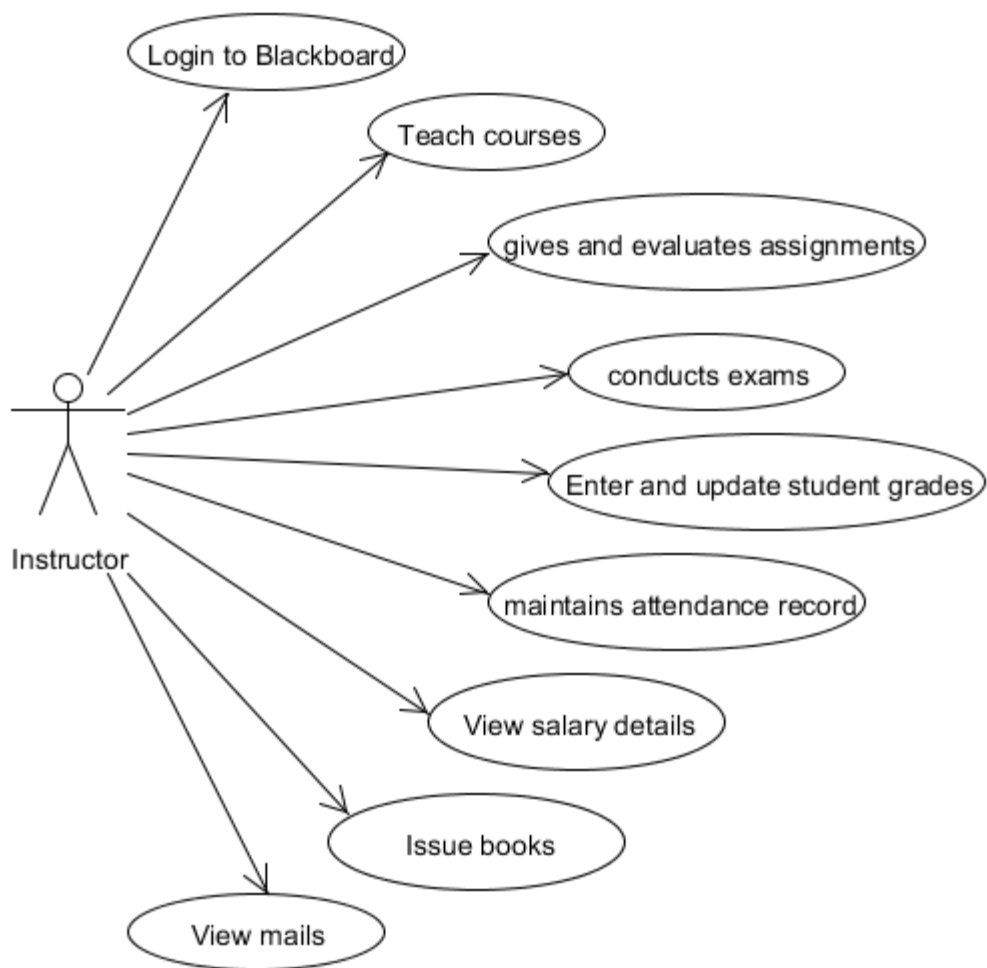 Login to Blackboard
Teach courses
gives and evaluates assignments
conducts exams
Enter and update student grades
Instructor
maintains attendance record
View salary details
Issue books
View mails